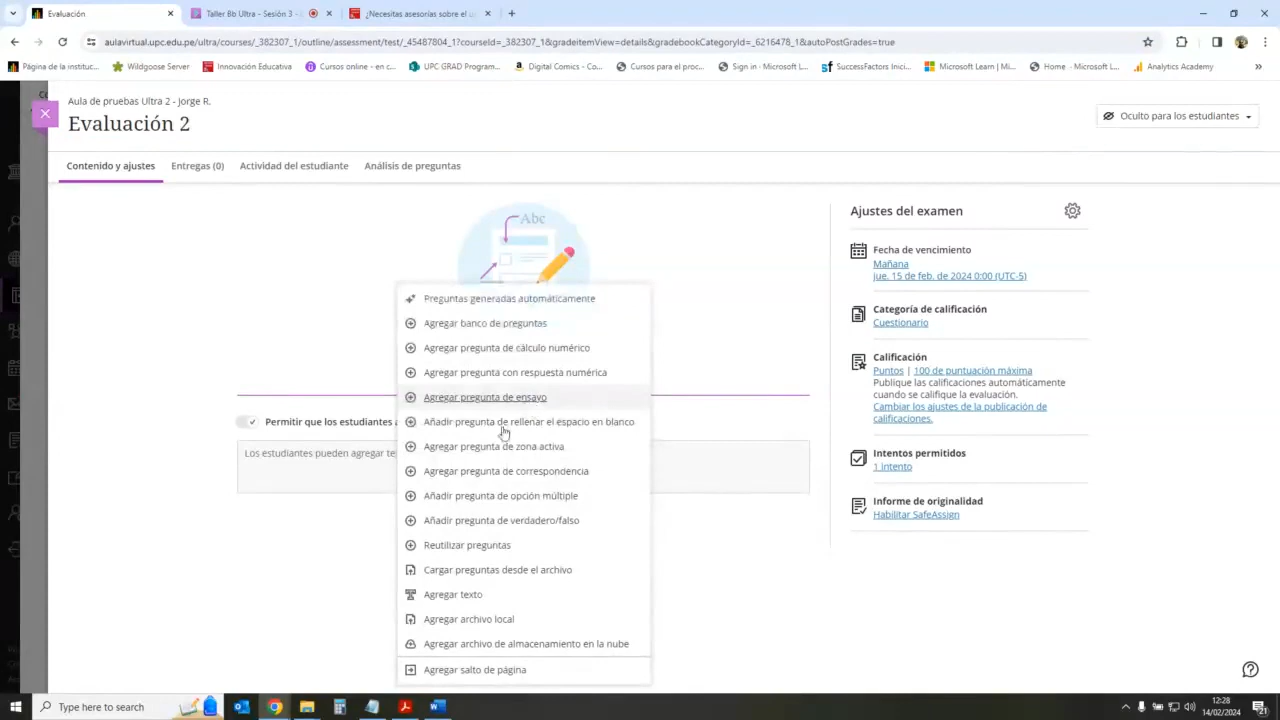 Evaluación
Taller Bb Ultra - Sesión 3 -
¿Necesitas asesorías sobre el u
aulavirtual.upc.edu.pe/ultra/courses/_382307_1/outline/assessment/test/_45487804_1?courseId=_382307_1&gradeitemView=details&gradebookCategoryId=_6216478_1&autoPostGrades=true
Página de la instituc...
Wildgoose Server
Innovación Educativa
Cursos online - en c...
UPC GRAD Program...
Digital Comics - Co...
Cursos para el proc...
Sign in · Microsoft L...
SuccessFactors Inici...
Microsoft Learn | Mi...
Home · Microsoft L...
Analytics Academy
Aula de pruebas Ultra 2 - Jorge R.
Evaluación 2
Oculto para los estudiantes
Contenido y ajustes
Entregas (0)
Actividad del estudiante
Análisis de preguntas
Abc
Preguntas generadas automáticamente
Agregar banco de preguntas
Agregar pregunta de cálculo numérico
Agregar pregunta con respuesta numérica
Agregar pregunta de ensayo
Añadir pregunta de rellenar el espacio en blanco
Agregar pregunta de zona activa
Agregar pregunta de correspondencia
Añadir pregunta de opción múltiple
Añadir pregunta de verdadero/falso
Reutilizar preguntas
Cargar preguntas desde el archivo
Agregar texto
Agregar archivo local
Agregar archivo de almacenamiento en la nube
Agregar salto de página
Permitir que los estudiantes
Los estudiantes pueden agregar te
Ajustes del examen
Fecha de vencimiento
Mañana
jue. 15 de feb. de 2024 0:00 (UTC-5)
Categoría de calificación
Cuestionario
Calificación
Puntos | 100 de puntuación máxima
Publique las calificaciones automáticamente
cuando se califique la evaluación.
Cambiar los ajustes de la publicación de
calificaciones.
Intentos permitidos
1 intento
Informe de originalidad
Habilitar SafeAssign
Type here to search
12:28
14/02/2024
21